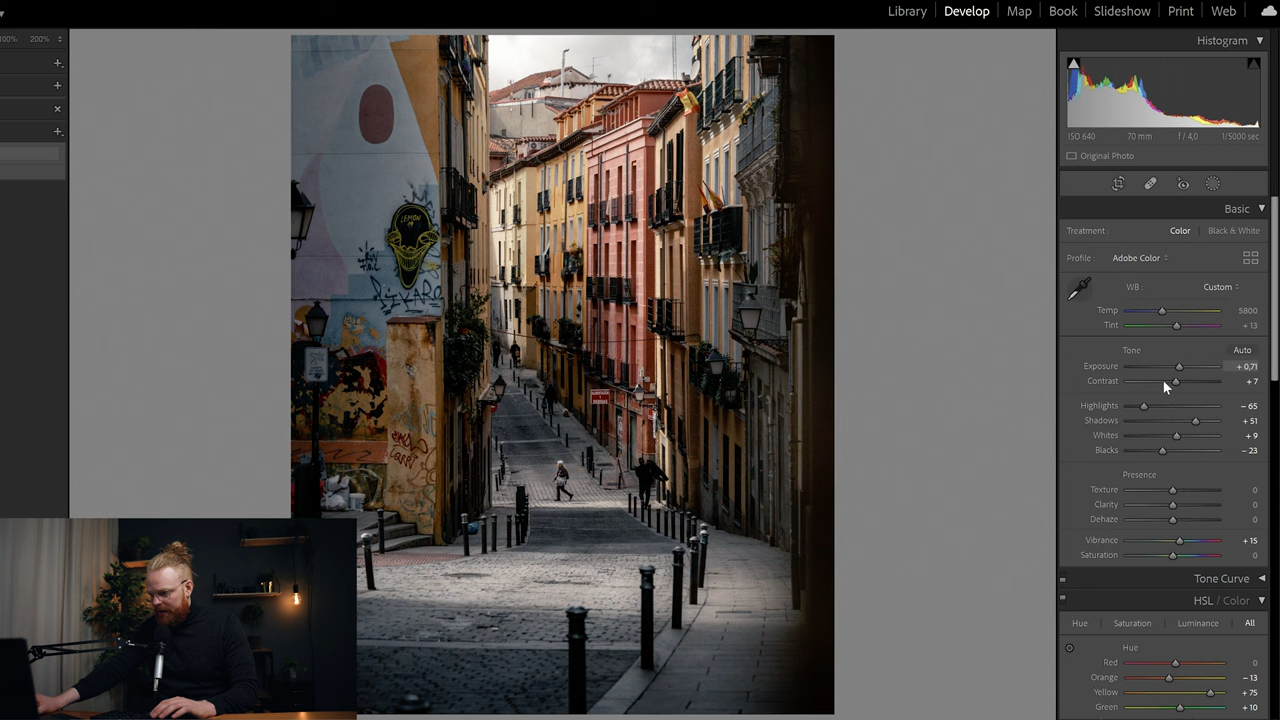 Library | Develop | Map | Book | Slideshow | Print | Web
100% 200%
Histogram
ISO 640 70 mm f / 4,0 1/5000 sec
Original Photo
Basic
Treatment : Color | Black & White
Profile : Adobe Color
WB Custom
Temp 5800
Tint + 13
Tone Auto
Exposure + 0,71
Contrast + 7
Highlights − 65
Shadows + 51
Whites + 9
Blacks − 23
Presence
Texture 0
Clarity 0
Dehaze 0
Vibrance + 15
Saturation 0
Tone Curve
HSL / Color
Hue Saturation Luminance All
Hue
Red 0
Orange − 13
Yellow + 75
Green + 10
LEMON